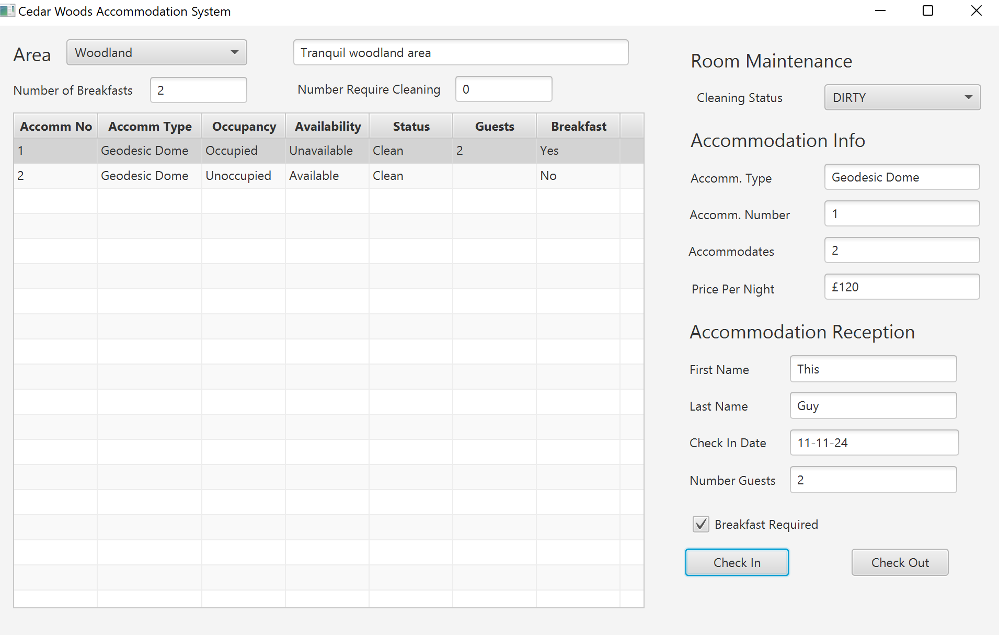 Cedar Woods Accommodation System
Area Woodland Tranquil woodland area
Number of Breakfasts 2 Number Require Cleaning 0
Accomm No Accomm Type Occupancy Availability Status Guests Breakfast
1 Geodesic Dome Occupied Unavailable Clean 2 Yes
2 Geodesic Dome Unoccupied Available Clean No
Room Maintenance
Cleaning Status DIRTY
Accommodation Info
Accomm. Type Geodesic Dome
Accomm. Number 1
Accommodates 2
Price Per Night £120
Accommodation Reception
First Name This
Last Name Guy
Check In Date 11-11-24
Number Guests 2
Breakfast Required
Check In Check Out